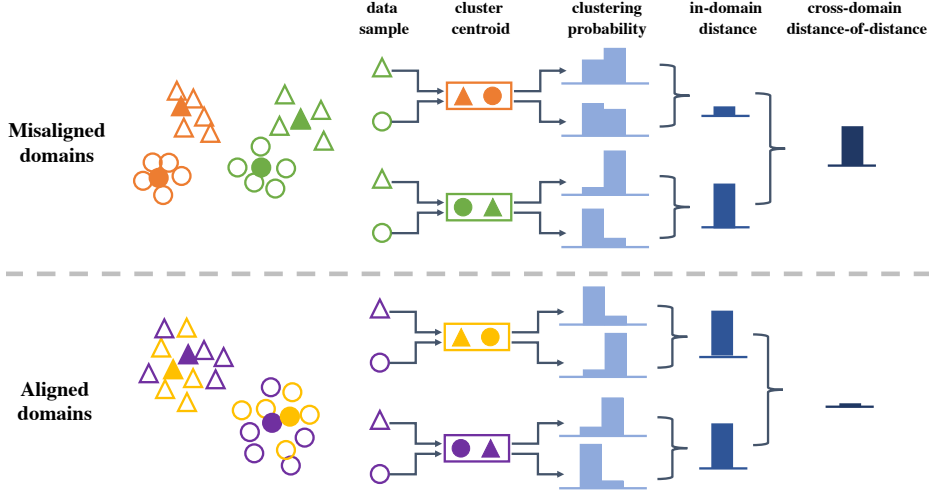 data cluster clustering in-domain cross-domain
sample centroid probability distance distance-of-distance
Misaligned
domains
Aligned
domains